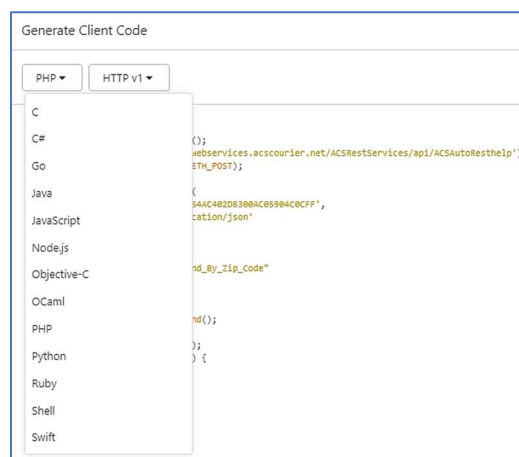 Generate Client Code
PHP
HTTP v1
C
C#
Go
Java
JavaScript
Node.js
Objective-C
OCaml
PHP
Python
Ruby
Shell
Swift
();
webservices.acscourier.net/ACSRestServices/api/ACSAutoResthelp')
ETH_POST);
(
54AC402D8300AC05904C0CFF',
cation/json'
nd_By_Zip_Code"
nd();
);
) {